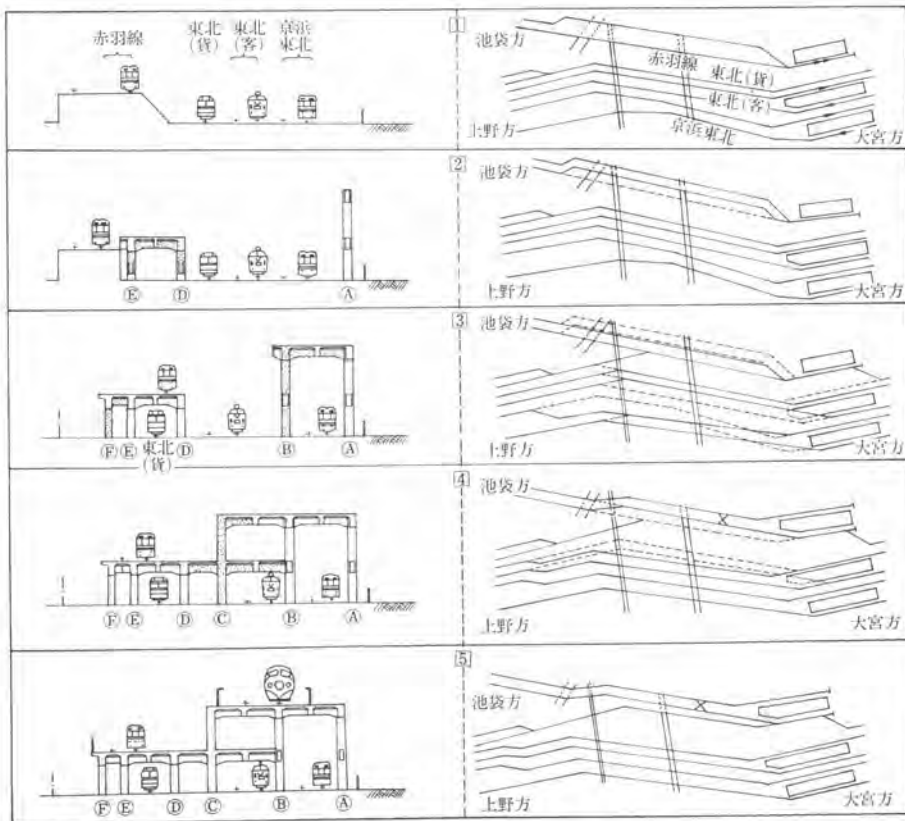 1
赤羽線
東北(貨)
東北(客)
京浜東北
池袋方
赤羽線
東北(貨)
東北(客)
京浜東北
上野方
大宮方
2
Ⓔ
Ⓓ
Ⓐ
池袋方
上野方
大宮方
3
Ⓕ Ⓔ Ⓓ Ⓑ Ⓐ
東北(貨)
池袋方
上野方
大宮方
4
Ⓕ Ⓔ Ⓓ Ⓒ Ⓑ Ⓐ
池袋方
上野方
大宮方
5
Ⓕ Ⓔ Ⓓ Ⓒ Ⓑ Ⓐ
池袋方
上野方
大宮方